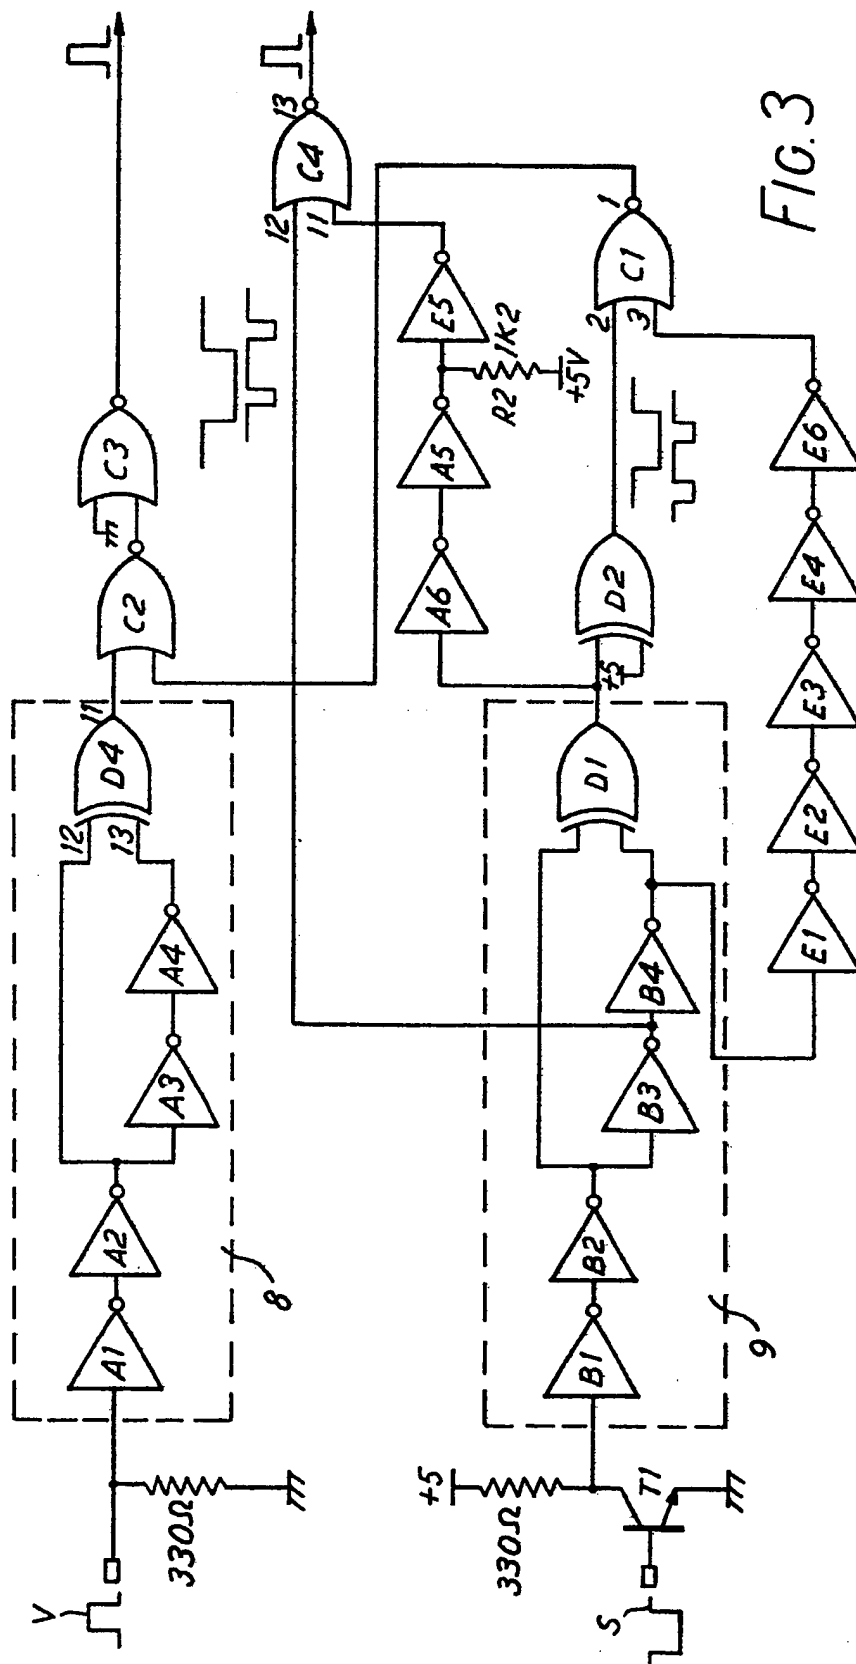 V
330Ω
A1
A2
A3
A4
12
13
D4
11
8
C2
C3
12
11
C4
13
A6
A5
E5
R2
1K2
+5V
S
+5
330Ω
T1
B1
B2
B3
B4
D1
9
+5
D2
2
3
C1
1
E1
E2
E3
E4
E6
FIG. 3